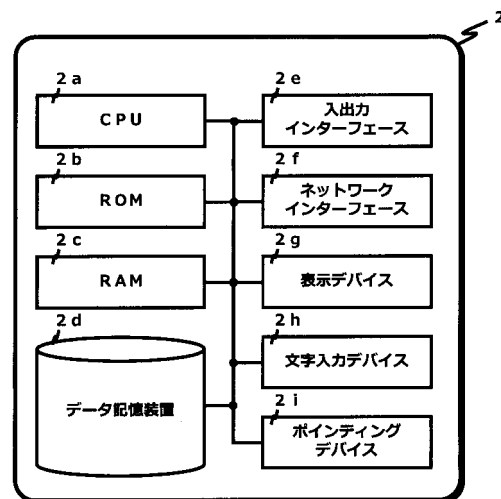 2
2a
CPU
2b
ROM
2c
RAM
2d
データ記憶装置
2e
入出力
インターフェース
2f
ネットワーク
インターフェース
2g
表示デバイス
2h
文字入力デバイス
2i
ポインティング
デバイス